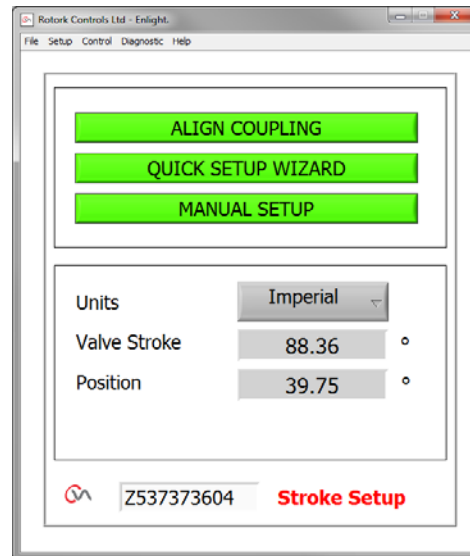 Rotork Controls Ltd - Enlight.
File Setup Control Diagnostic Help
ALIGN COUPLING
QUICK SETUP WIZARD
MANUAL SETUP
Units Imperial
Valve Stroke 88.36 °
Position 39.75 °
Z537373604 Stroke Setup